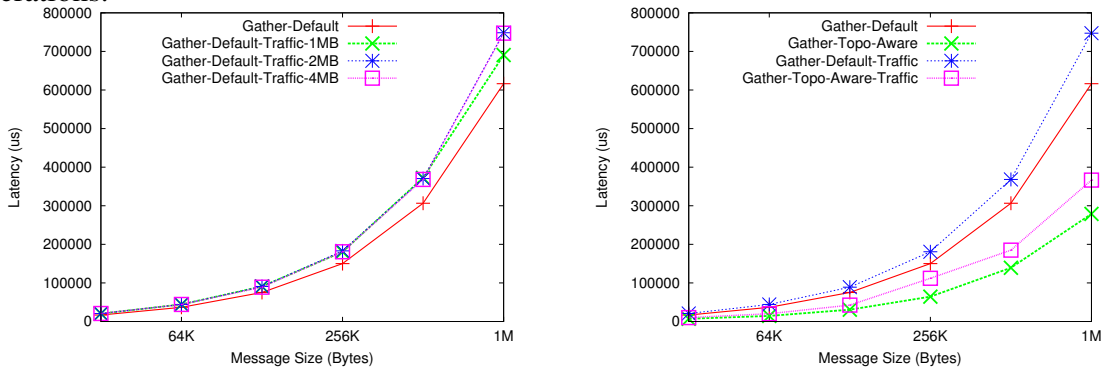 Gather-Default
Gather-Default-Traffic-1MB
Gather-Default-Traffic-2MB
Gather-Default-Traffic-4MB
800000
700000
600000
500000
400000
300000
200000
100000
0
Latency (us)
64K 256K 1M
Message Size (Bytes)
Gather-Default
Gather-Topo-Aware
Gather-Default-Traffic
Gather-Topo-Aware-Traffic
800000
700000
600000
500000
400000
300000
200000
100000
0
Latency (us)
64K 256K 1M
Message Size (Bytes)